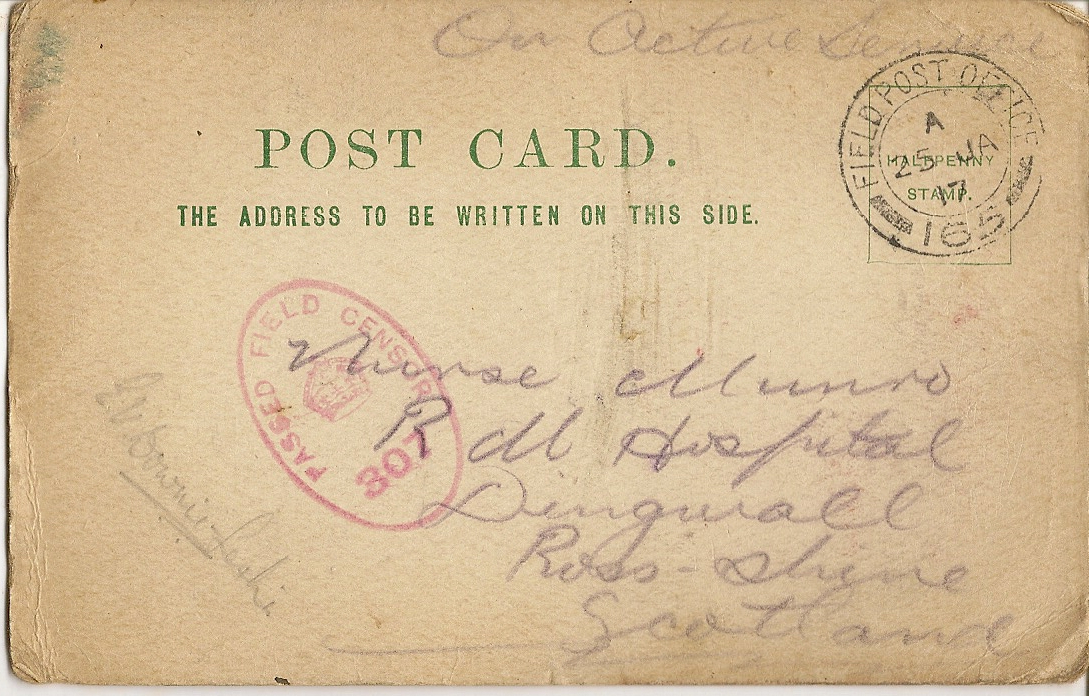 On Active Service
POST CARD.
THE ADDRESS TO BE WRITTEN ON THIS SIDE.
FIELD POST OFFICE
A
25 JA
17
165
HALFPENNY
STAMP.
PASSED FIELD CENSOR
307
Nurse Munro
R M Hospital
Dingwall
Ross-shire
Scotland